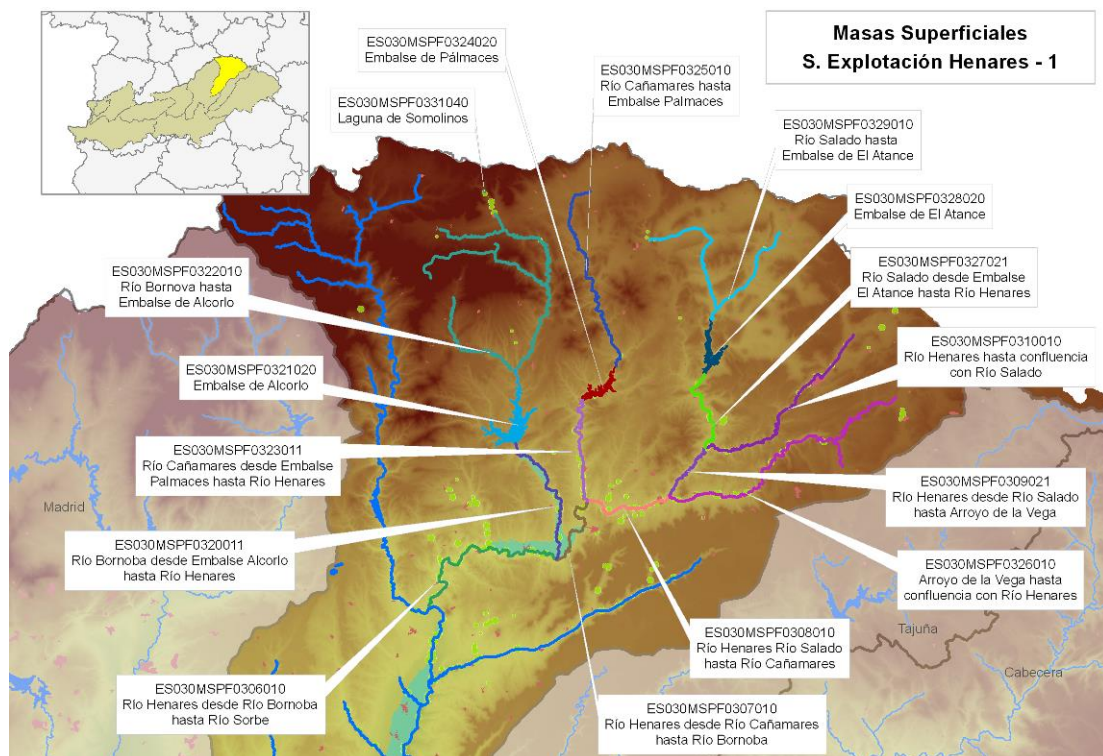 Masas Superficiales
S. Explotación Henares - 1
ES030MSPF0324020
Embalse de Pálmaces
ES030MSPF0325010
Río Cañamares hasta
Embalse Palmaces
ES030MSPF0331040
Laguna de Somolinos
ES030MSPF0329010
Río Salado hasta
Embalse de El Atance
ES030MSPF0328020
Embalse de El Atance
ES030MSPF0327021
Río Salado desde Embalse
El Atance hasta Río Henares
ES030MSPF0322010
Río Bornova hasta
Embalse de Alcorlo
ES030MSPF0310010
Río Henares hasta confluencia
con Río Salado
ES030MSPF0321020
Embalse de Alcorlo
ES030MSPF0323011
Río Cañamares desde Embalse
Palmaces hasta Río Henares
ES030MSPF0309021
Río Henares desde Río Salado
hasta Arroyo de la Vega
Madrid
ES030MSPF0320011
Río Bornoba desde Embalse Alcorlo
hasta Río Henares
ES030MSPF0326010
Arroyo de la Vega hasta
confluencia con Río Henares
Tajuña
ES030MSPF0308010
Río Henares Río Salado
hasta Río Cañamares
Cabecera
ES030MSPF0306010
Río Henares desde Río Bornoba
hasta Río Sorbe
ES030MSPF0307010
Río Henares desde Río Cañamares
hasta Río Bornoba